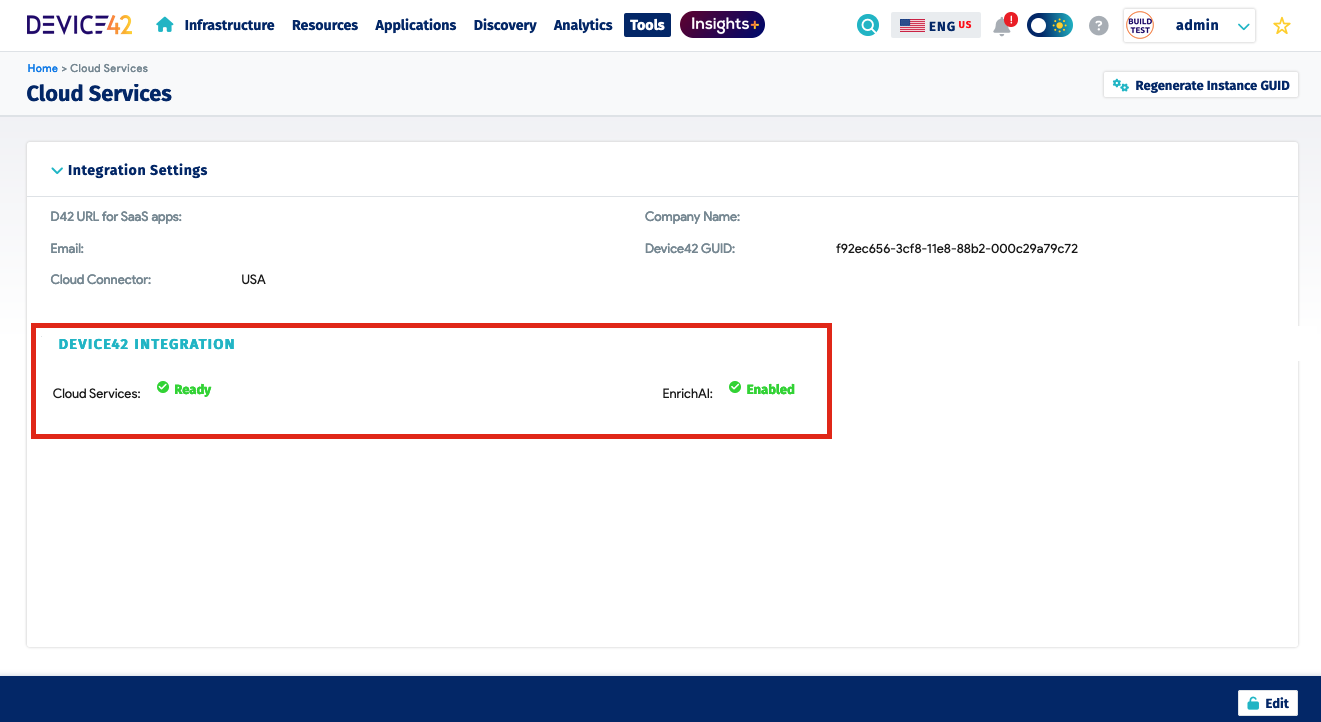 DEVICE42 Infrastructure Resources Applications Discovery Analytics Tools Insights+ ENG US ! ? BUILD TEST admin
Home > Cloud Services
Cloud Services
Regenerate Instance GUID
Integration Settings
D42 URL for SaaS apps: Company Name:
Email: Device42 GUID: f92ec656-3cf8-11e8-88b2-000c29a79c72
Cloud Connector: USA
DEVICE42 INTEGRATION
Cloud Services: Ready EnrichAI: Enabled
Edit